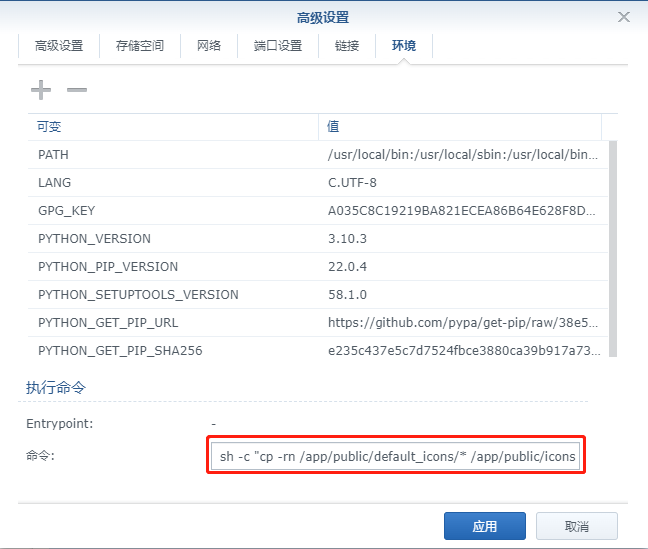 高级设置
高级设置 存储空间 网络 端口设置 链接 环境
可变 值
PATH /usr/local/bin:/usr/local/sbin:/usr/local/bin...
LANG C.UTF-8
GPG_KEY A035C8C19219BA821ECEA86B64E628F8D...
PYTHON_VERSION 3.10.3
PYTHON_PIP_VERSION 22.0.4
PYTHON_SETUPTOOLS_VERSION 58.1.0
PYTHON_GET_PIP_URL https://github.com/pypa/get-pip/raw/38e5...
PYTHON_GET_PIP_SHA256 e235c437e5c7d7524fbce3880ca39b917a73...
执行命令
Entrypoint: -
命令: sh -c "cp -rn /app/public/default_icons/* /app/public/icons
应用 取消